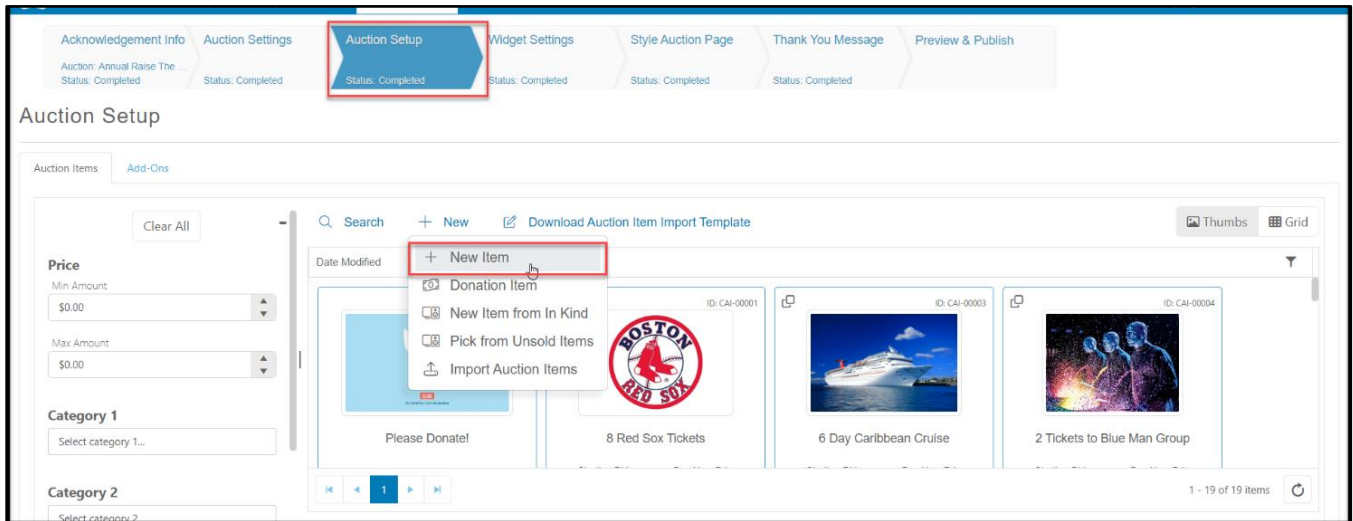 Acknowledgement Info
Auction: Annual Raise The ...
Status: Completed
Auction Settings
Status: Completed
Auction Setup
Status: Completed
Widget Settings
Status: Completed
Style Auction Page
Status: Completed
Thank You Message
Status: Completed
Preview & Publish
Auction Setup
Auction Items
Add-Ons
Clear All
Price
Min Amount
$0.00
Max Amount
$0.00
Category 1
Select category 1...
Category 2
Select category 2
Search
New
Download Auction Item Import Template
Thumbs
Grid
Date Modified
New Item
Donation Item
New Item from In Kind
Pick from Unsold Items
Import Auction Items
Please Donate!
ID: CAI-00001
BOSTON
RED SOX
8 Red Sox Tickets
ID: CAI-00003
6 Day Caribbean Cruise
ID: CAI-00004
2 Tickets to Blue Man Group
1
1 - 19 of 19 items